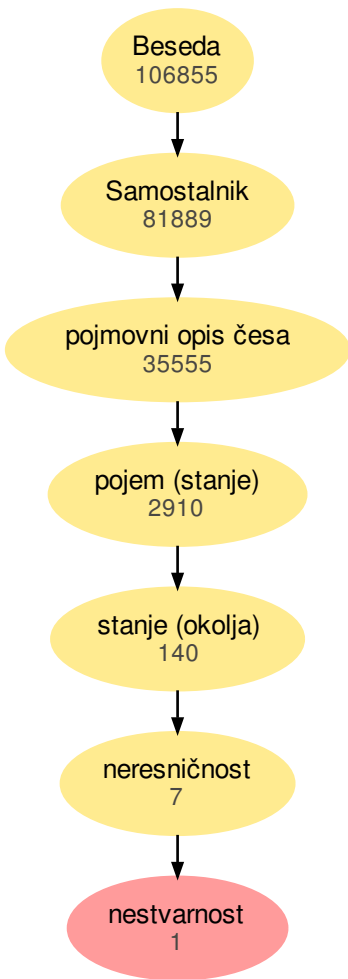 Beseda
106855
Samostalnik
81889
pojmovni opis česa
35555
pojem (stanje)
2910
stanje (okolja)
140
neresničnost
7
nestvarnost
1